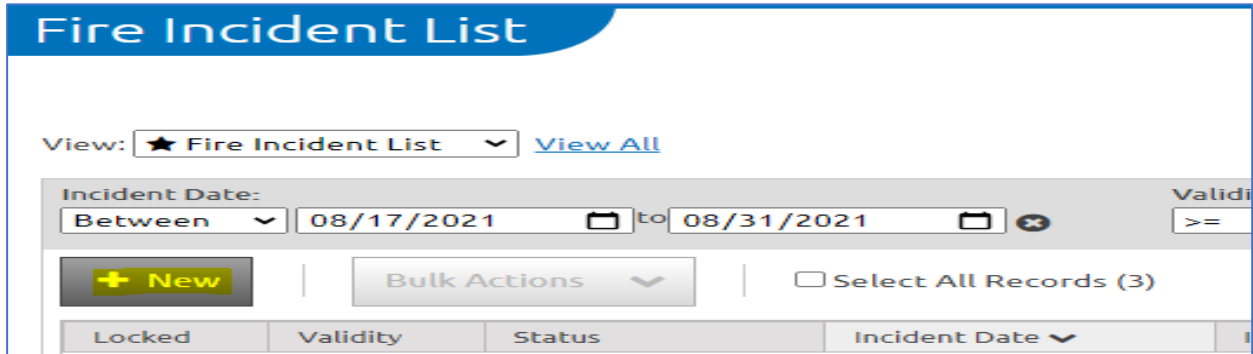 Fire Incident List
View: ★ Fire Incident List View All
Incident Date:
Between 08/17/2021 to 08/31/2021
>=
+ New Bulk Actions Select All Records (3)
Locked Validity Status Incident Date